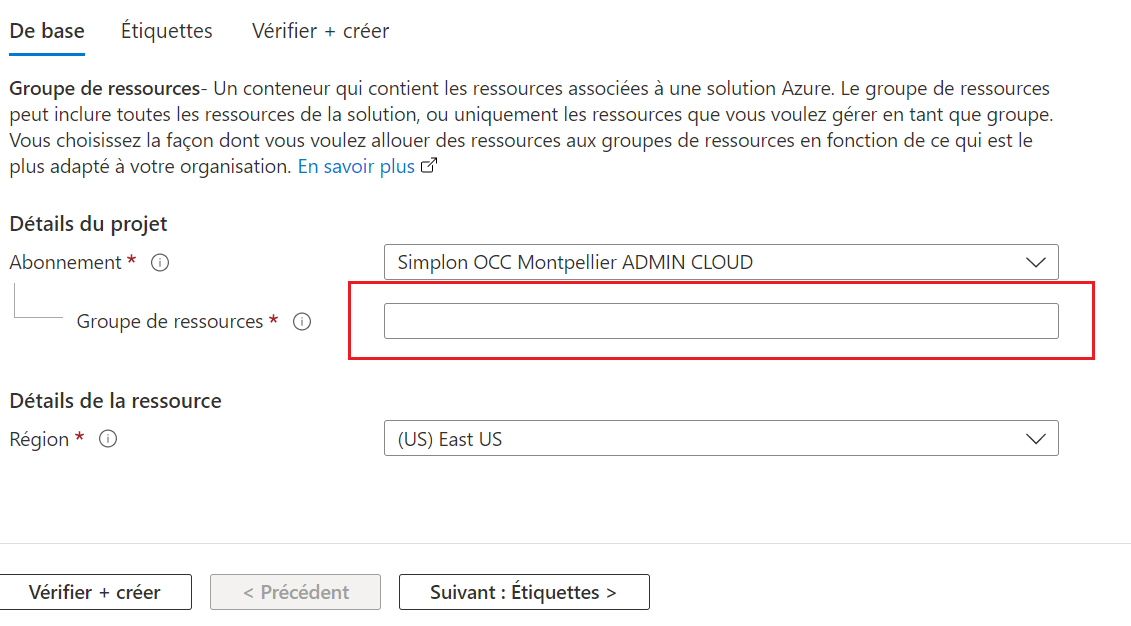 De base Étiquettes Vérifier + créer
Groupe de ressources- Un conteneur qui contient les ressources associées à une solution Azure. Le groupe de ressources
peut inclure toutes les ressources de la solution, ou uniquement les ressources que vous voulez gérer en tant que groupe.
Vous choisissez la façon dont vous voulez allouer des ressources aux groupes de ressources en fonction de ce qui est le
plus adapté à votre organisation. En savoir plus
Détails du projet
Abonnement * Simplon OCC Montpellier ADMIN CLOUD
Groupe de ressources *
Détails de la ressource
Région * (US) East US
Vérifier + créer < Précédent Suivant : Étiquettes >